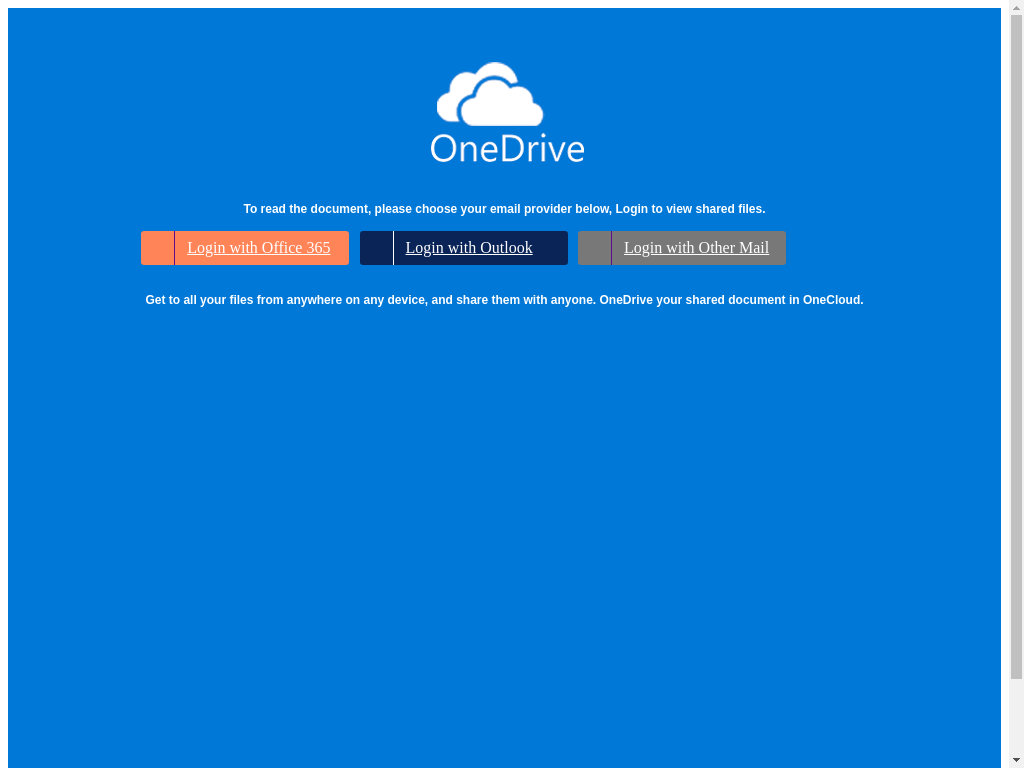 OneDrive
To read the document, please choose your email provider below, Login to view shared files.
Login with Office 365
Login with Outlook
Login with Other Mail
Get to all your files from anywhere on any device, and share them with anyone. OneDrive your shared document in OneCloud.